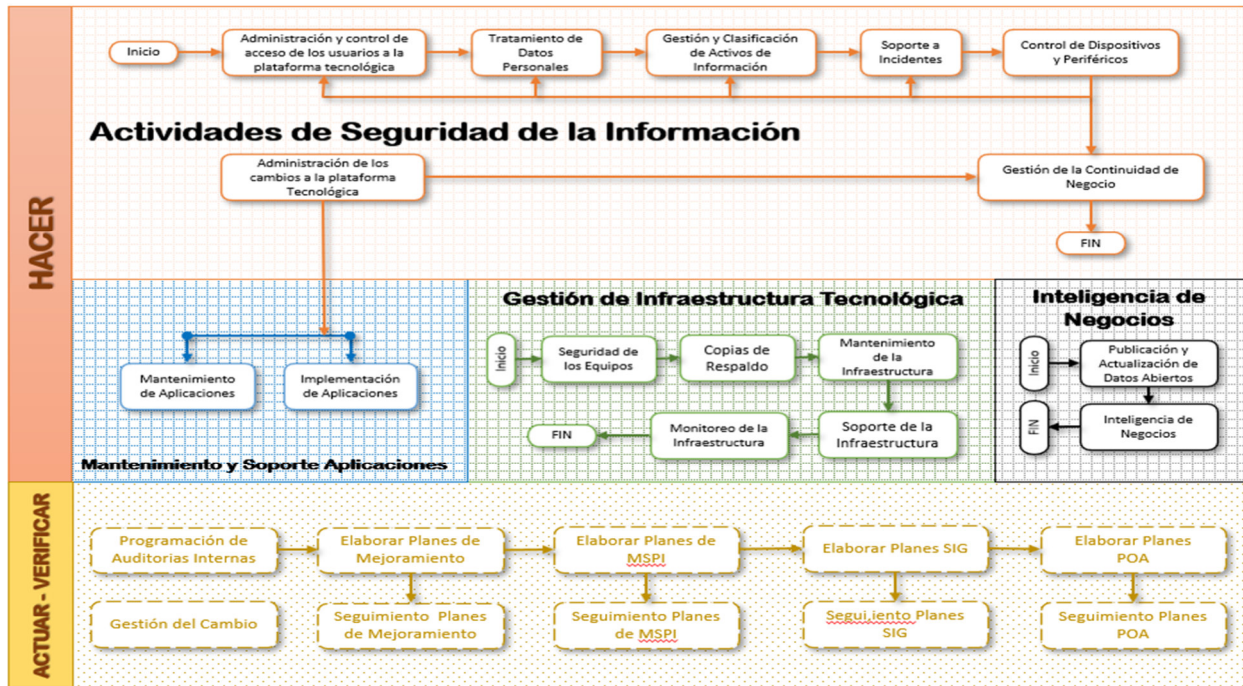 HACER
Inicio
Administración y control de
acceso de los usuarios a la
plataforma tecnológica
Tratamiento de
Datos
Personales
Gestión y Clasificación
de Activos de
Información
Soporte a
Incidentes
Control de Dispositivos
y Periféricos
Actividades de Seguridad de la Información
Administración de los
cambios a la plataforma
Tecnológica
Gestión de la Continuidad de
Negocio
FIN
Mantenimiento
de Aplicaciones
Implementación
de Aplicaciones
Mantenimiento y Soporte Aplicaciones
Gestión de Infraestructura Tecnológica
Inicio
Seguridad de
los Equipos
Copias de
Respaldo
Mantenimiento
de la
Infraestructura
FIN
Monitoreo de la
Infraestructura
Soporte de la
Infraestructura
Inteligencia de
Negocios
Inicio
Publicación y
Actualización de
Datos Abiertos
FIN
Inteligencia de
Negocios
ACTUAR - VERIFICAR
Programación de
Auditorias Internas
Elaborar Planes de
Mejoramiento
Elaborar Planes de
MSPI
Elaborar Planes SIG
Elaborar Planes
POA
Gestión del Cambio
Seguimiento Planes
de Mejoramiento
Seguimiento Planes
de MSPI
Segui,iento Planes
SIG
Seguimiento Planes
POA